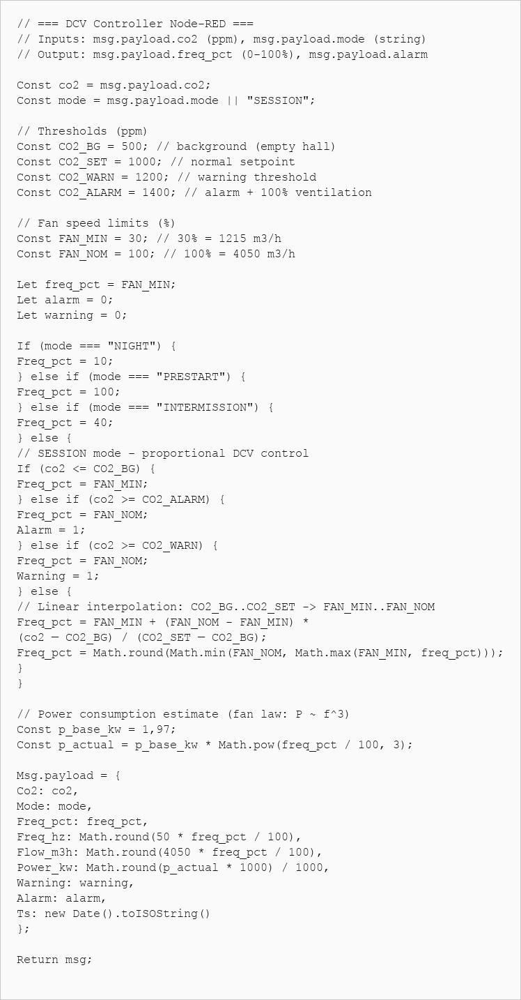 // === DCV Controller Node-RED ===
// Inputs: msg.payload.co2 (ppm), msg.payload.mode (string)
// Output: msg.payload.freq_pct (0-100%), msg.payload.alarm
Const co2 = msg.payload.co2;
Const mode = msg.payload.mode || "SESSION";
// Thresholds (ppm)
Const CO2_BG = 500; // background (empty hall)
Const CO2_SET = 1000; // normal setpoint
Const CO2_WARN = 1200; // warning threshold
Const CO2_ALARM = 1400; // alarm + 100% ventilation
// Fan speed limits (%)
Const FAN_MIN = 30; // 30% = 1215 m3/h
Const FAN_NOM = 100; // 100% = 4050 m3/h
Let freq_pct = FAN_MIN;
Let alarm = 0;
Let warning = 0;
If (mode === "NIGHT") {
Freq_pct = 10;
} else if (mode === "PRESTART") {
Freq_pct = 100;
} else if (mode === "INTERMISSION") {
Freq_pct = 40;
} else {
// SESSION mode – proportional DCV control
If (co2 <= CO2_BG) {
Freq_pct = FAN_MIN;
} else if (co2 >= CO2_ALARM) {
Freq_pct = FAN_NOM;
Alarm = 1;
} else if (co2 >= CO2_WARN) {
Freq_pct = FAN_NOM;
Warning = 1;
} else {
// Linear interpolation: CO2_BG..CO2_SET -> FAN_MIN..FAN_NOM
Freq_pct = FAN_MIN + (FAN_NOM - FAN_MIN) *
(co2 — CO2_BG) / (CO2_SET — CO2_BG);
Freq_pct = Math.round(Math.min(FAN_NOM, Math.max(FAN_MIN, freq_pct)));
}
}
// Power consumption estimate (fan law: P ~ f^3)
Const p_base_kw = 1,97;
Const p_actual = p_base_kw * Math.pow(freq_pct / 100, 3);
Msg.payload = {
Co2: co2,
Mode: mode,
Freq_pct: freq_pct,
Freq_hz: Math.round(50 * freq_pct / 100),
Flow_m3h: Math.round(4050 * freq_pct / 100),
Power_kw: Math.round(p_actual * 1000) / 1000,
Warning: warning,
Alarm: alarm,
Ts: new Date().toISOString()
};
Return msg;